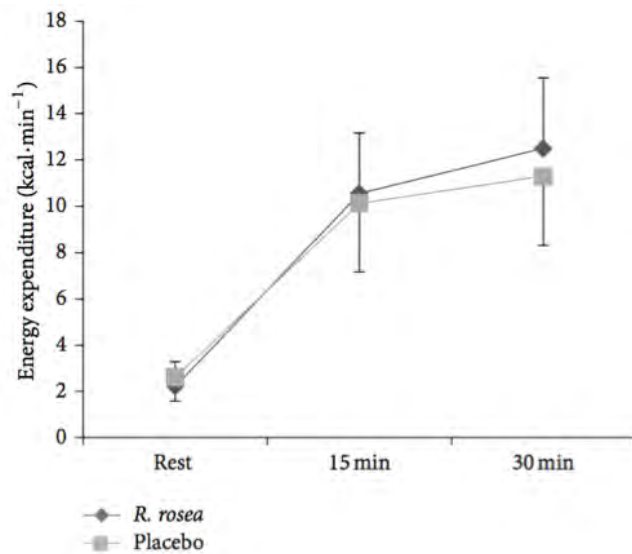 18
16
14
12
10
8
6
4
2
0
Energy expenditure (kcal·min⁻¹)
Rest 15 min 30 min
R. rosea
Placebo